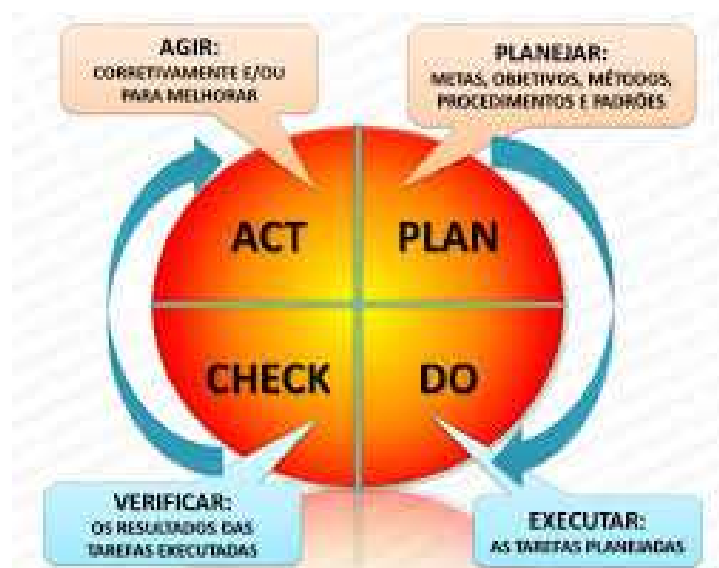 AGIR:
CORRETIVAMENTE E/OU
PARA MELHORAR
PLANEJAR:
METAS, OBJETIVOS, MÉTODOS,
PROCEDIMENTOS E PADRÕES
ACT
PLAN
CHECK
DO
VERIFICAR:
OS RESULTADOS DAS
TAREFAS EXECUTADAS
EXECUTAR:
AS TAREFAS PLANEJADAS